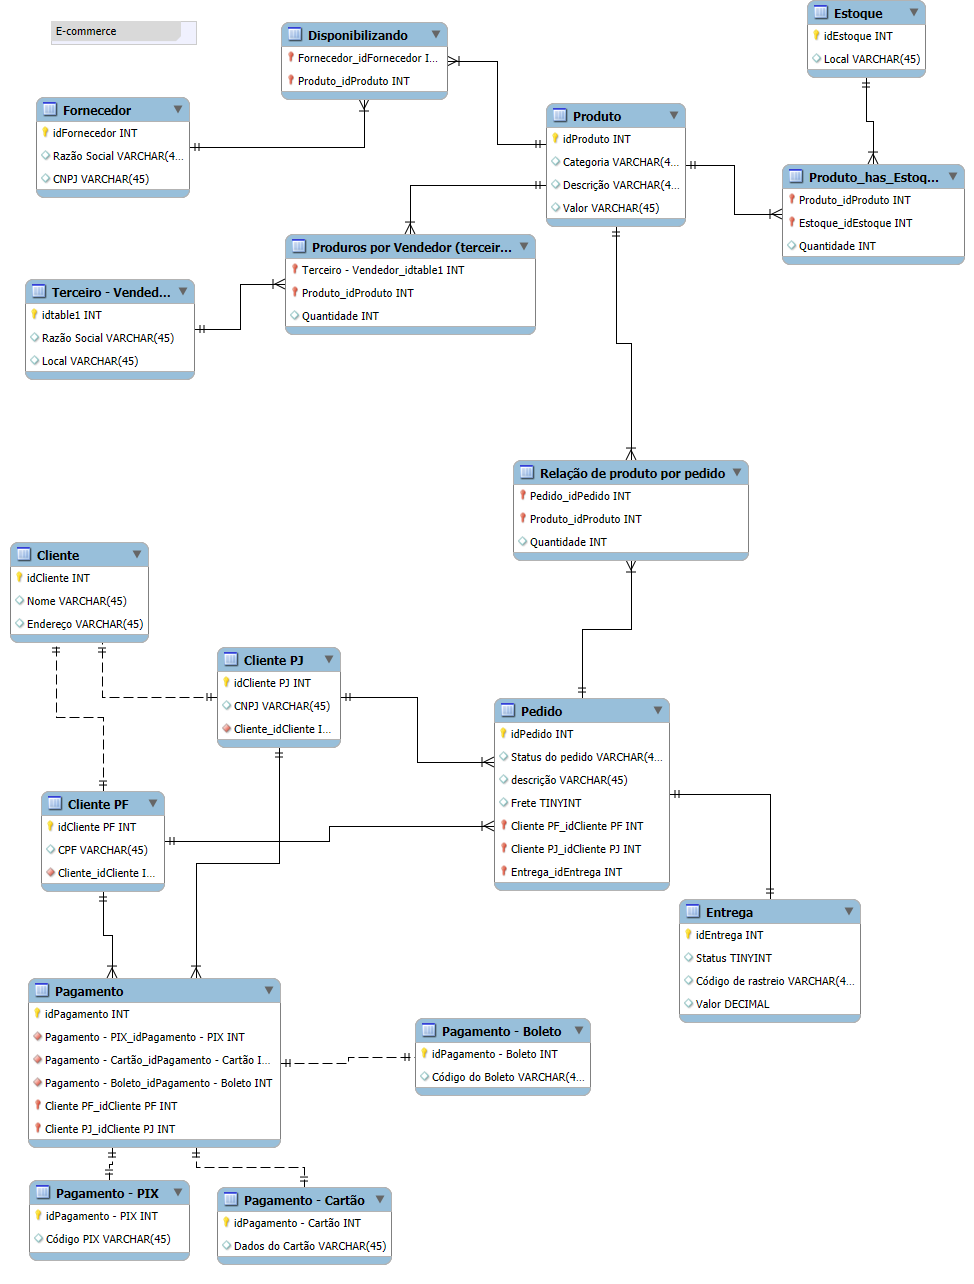 E-commerce
Disponibilizando
Fornecedor_idFornecedor I...
Produto_idProduto INT
Estoque
idEstoque INT
Local VARCHAR(45)
Fornecedor
idFornecedor INT
Razão Social VARCHAR(4...
CNPJ VARCHAR(45)
Produto
idProduto INT
Categoria VARCHAR(4...
Descrição VARCHAR(4...
Valor VARCHAR(45)
Produto_has_Estoq...
Produto_idProduto INT
Estoque_idEstoque INT
Quantidade INT
Produros por Vendedor (terceir...
Terceiro - Vendedor_idtable1 INT
Produto_idProduto INT
Quantidade INT
Terceiro - Vended...
idtable1 INT
Razão Social VARCHAR(45)
Local VARCHAR(45)
Relação de produto por pedido
Pedido_idPedido INT
Produto_idProduto INT
Quantidade INT
Cliente
idCliente INT
Nome VARCHAR(45)
Endereço VARCHAR(45)
Cliente PJ
idCliente PJ INT
CNPJ VARCHAR(45)
Cliente_idCliente I...
Pedido
idPedido INT
Status do pedido VARCHAR(4...
descrição VARCHAR(45)
Frete TINYINT
Cliente PF_idCliente PF INT
Cliente PJ_idCliente PJ INT
Entrega_idEntrega INT
Cliente PF
idCliente PF INT
CPF VARCHAR(45)
Cliente_idCliente I...
Entrega
idEntrega INT
Status TINYINT
Código de rastreio VARCHAR(4...
Valor DECIMAL
Pagamento
idPagamento INT
Pagamento - PIX_idPagamento - PIX INT
Pagamento - Cartão_idPagamento - Cartão I...
Pagamento - Boleto_idPagamento - Boleto INT
Cliente PF_idCliente PF INT
Cliente PJ_idCliente PJ INT
Pagamento - Boleto
idPagamento - Boleto INT
Código do Boleto VARCHAR(4...
Pagamento - PIX
idPagamento - PIX INT
Código PIX VARCHAR(45)
Pagamento - Cartão
idPagamento - Cartão INT
Dados do Cartão VARCHAR(45)